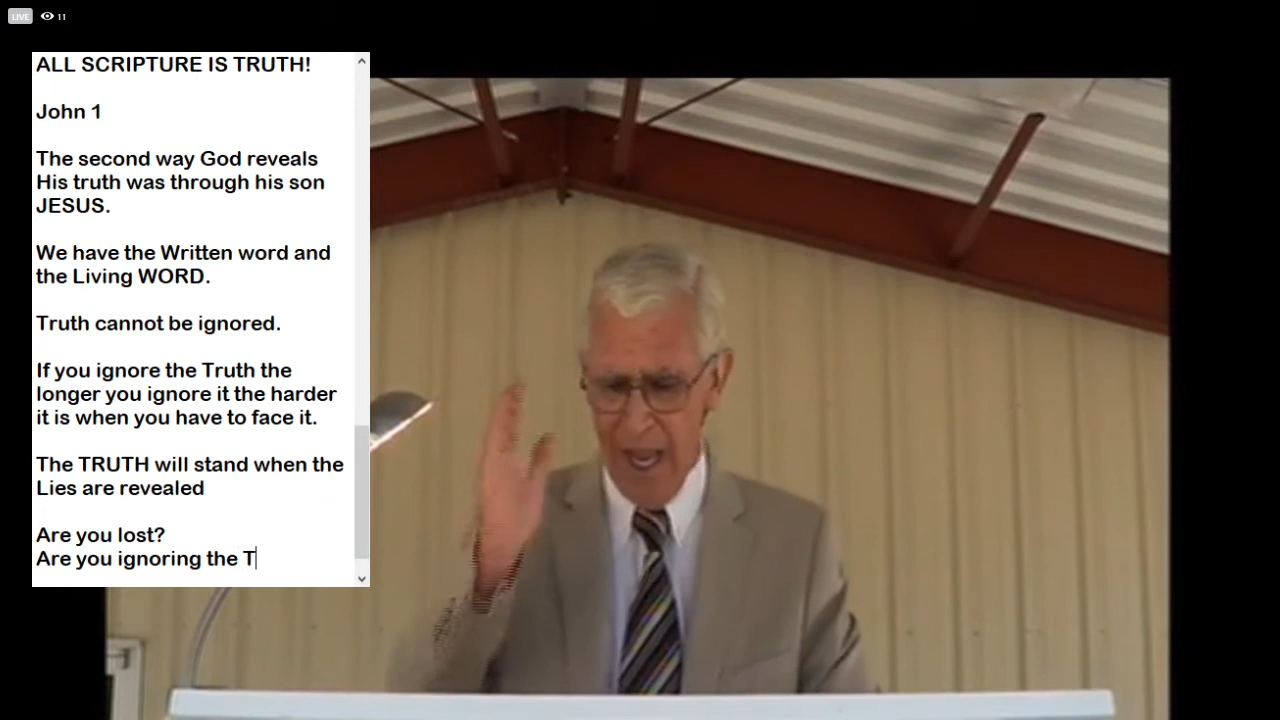 LIVE 11
ALL SCRIPTURE IS TRUTH!
John 1
The second way God reveals
His truth was through his son
JESUS.
We have the Written word and
the Living WORD.
Truth cannot be ignored.
If you ignore the Truth the
longer you ignore it the harder
it is when you have to face it.
The TRUTH will stand when the
Lies are revealed
Are you lost?
Are you ignoring the T